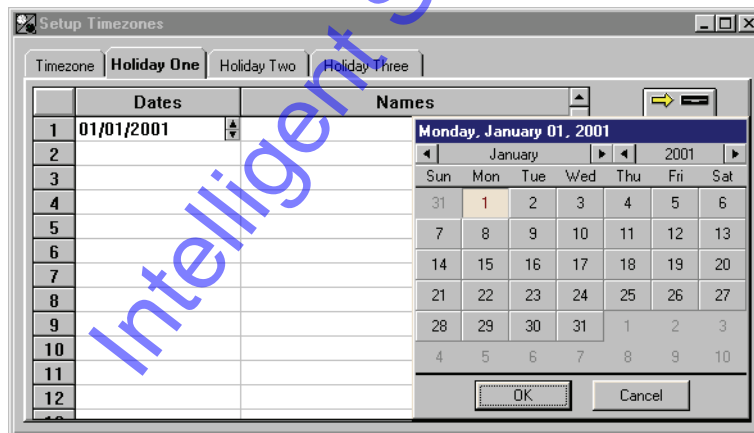 Setup Timezones
Timezone Holiday One Holiday Two Holiday Three
Dates Names
1 01/01/2001
2
3
4
5
6
7
8
9
10
11
12
Monday, January 01, 2001
January 2001
Sun Mon Tue Wed Thu Fri Sat
31 1 2 3 4 5 6
7 8 9 10 11 12 13
14 15 16 17 18 19 20
21 22 23 24 25 26 27
28 29 30 31 1 2 3
4 5 6 7 8 9 10
OK Cancel
Intelligent